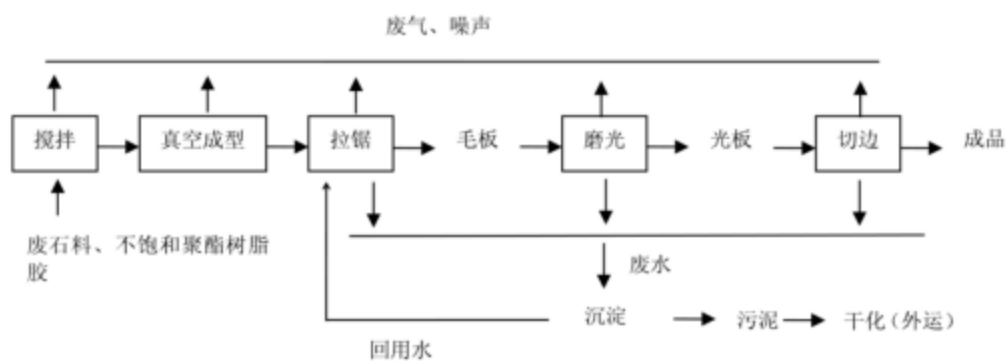 废气、噪声
搅拌
真空成型
拉锯
毛板
磨光
光板
切边
成品
废石料、不饱和聚酯树脂
胶
废水
沉淀
污泥
干化（外运）
回用水